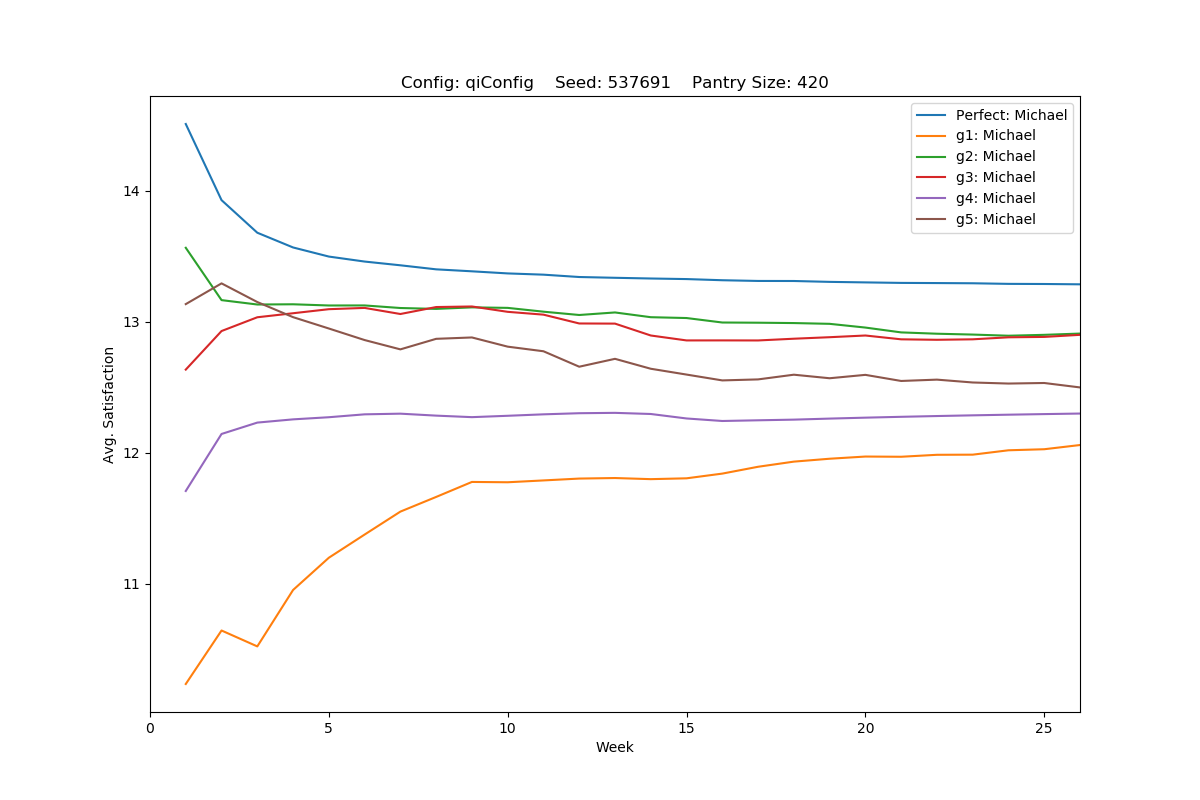 Config: qiConfig    Seed: 537691    Pantry Size: 420
Perfect: Michael
g1: Michael
g2: Michael
g3: Michael
g4: Michael
g5: Michael
14
13
12
11
Avg. Satisfaction
0 5 10 15 20 25
Week